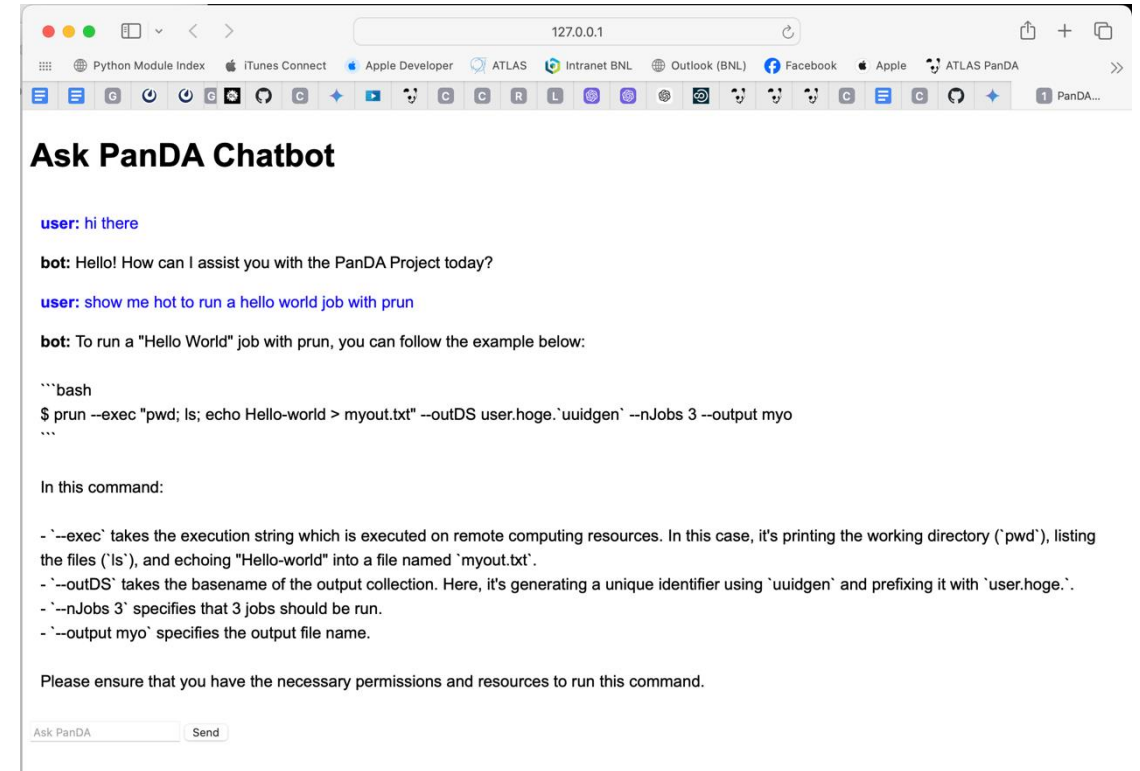 127.0.0.1
Python Module Index iTunes Connect Apple Developer ATLAS Intranet BNL Outlook (BNL) Facebook Apple ATLAS PanDA
G G C C C R L C C 1 PanDA...
Ask PanDA Chatbot
user: hi there
bot: Hello! How can I assist you with the PanDA Project today?
user: show me hot to run a hello world job with prun
bot: To run a "Hello World" job with prun, you can follow the example below:
```bash
$ prun --exec "pwd; ls; echo Hello-world > myout.txt" --outDS user.hoge.`uuidgen` --nJobs 3 --output myo
```
In this command:
- `--exec` takes the execution string which is executed on remote computing resources. In this case, it's printing the working directory (`pwd`), listing
the files (`ls`), and echoing "Hello-world" into a file named `myout.txt`.
- `--outDS` takes the basename of the output collection. Here, it's generating a unique identifier using `uuidgen` and prefixing it with `user.hoge.`.
- `--nJobs 3` specifies that 3 jobs should be run.
- `--output myo` specifies the output file name.
Please ensure that you have the necessary permissions and resources to run this command.
Ask PanDA Send